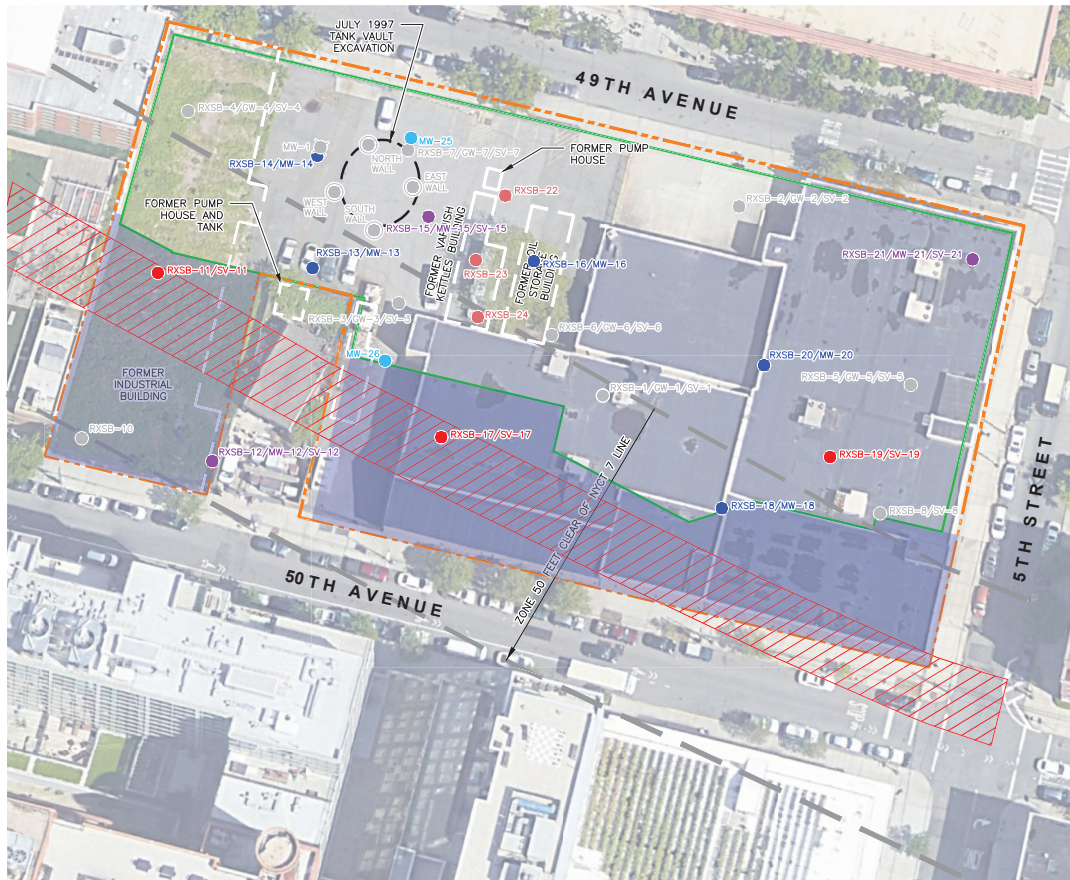 JULY 1997
TANK VAULT
EXCAVATION
49TH AVENUE
RXSB-4/GW-4/SV-4
MW-25
MW-1
RXSB-7/GW-7/SV-7
RXSB-14/MW-14
NORTH
WALL
FORMER PUMP
HOUSE
EAST
WALL
RXSB-22
FORMER PUMP
HOUSE AND
TANK
WEST
WALL
SOUTH
WALL
RXSB-2/GW-2/SV-2
RXSB-15/MW-15/SV-15
FORMER VARNISH
KETTLES BUILDING
FORMER OIL
STORAGE
BUILDING
RXSB-13/MW-13
RXSB-21/MW-21/SV-21
RXSB-11/SV-11
RXSB-23
RXSB-16/MW-16
RXSB-3/GW-3/SV-3
RXSB-24
RXSB-6/GW-6/SV-6
MW-26
RXSB-20/MW-20
FORMER
INDUSTRIAL
BUILDING
RXSB-1/GW-1/SV-1
RXSB-5/GW-5/SV-5
RXSB-10
RXSB-17/SV-17
RXSB-12/MW-12/SV-12
RXSB-19/SV-19
ZONE 50 FEET CLEAR OF NYCT 7 LINE
RXSB-18/MW-18
RXSB-8/SV-8
5TH STREET
50TH AVENUE